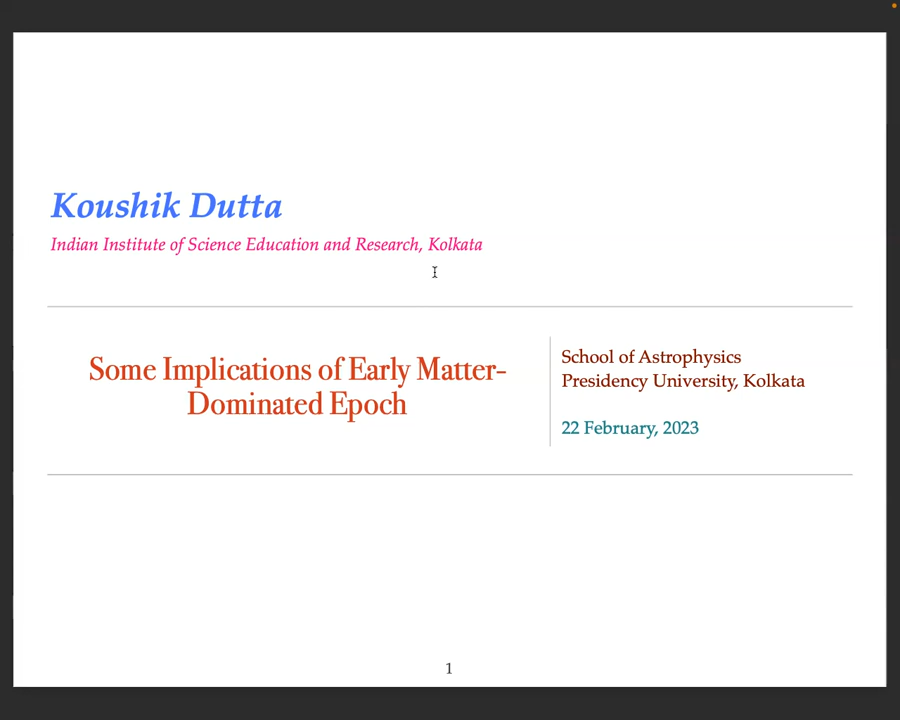 Koushik Dutta
Indian Institute of Science Education and Research, Kolkata
Some Implications of Early Matter-
Dominated Epoch
School of Astrophysics
Presidency University, Kolkata
22 February, 2023
1